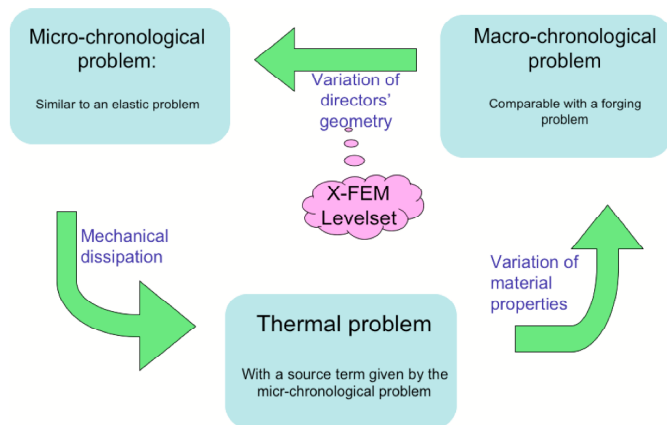 Micro-chronological
problem:
Similar to an elastic problem
Variation of
directors'
geometry
Macro-chronological
problem
Comparable with a forging
problem
X-FEM
Levelset
Mechanical
dissipation
Variation of
material
properties
Thermal problem
With a source term given by the
micr-chronological problem